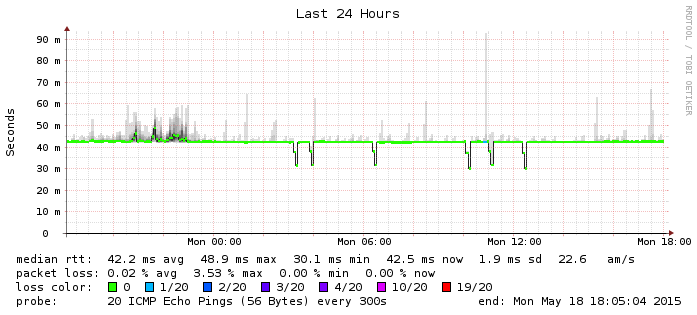 Last 24 Hours
RRDTOOL / TOBI OETIKER
Seconds
90 m
80 m
70 m
60 m
50 m
40 m
30 m
20 m
10 m
0
Mon 00:00 Mon 06:00 Mon 12:00 Mon 18:00
median rtt: 42.2 ms avg 48.9 ms max 30.1 ms min 42.5 ms now 1.9 ms sd 22.6 am/s
packet loss: 0.02 % avg 3.53 % max 0.00 % min 0.00 % now
loss color: 0 1/20 2/20 3/20 4/20 10/20 19/20
probe: 20 ICMP Echo Pings (56 Bytes) every 300s end: Mon May 18 18:05:04 2015